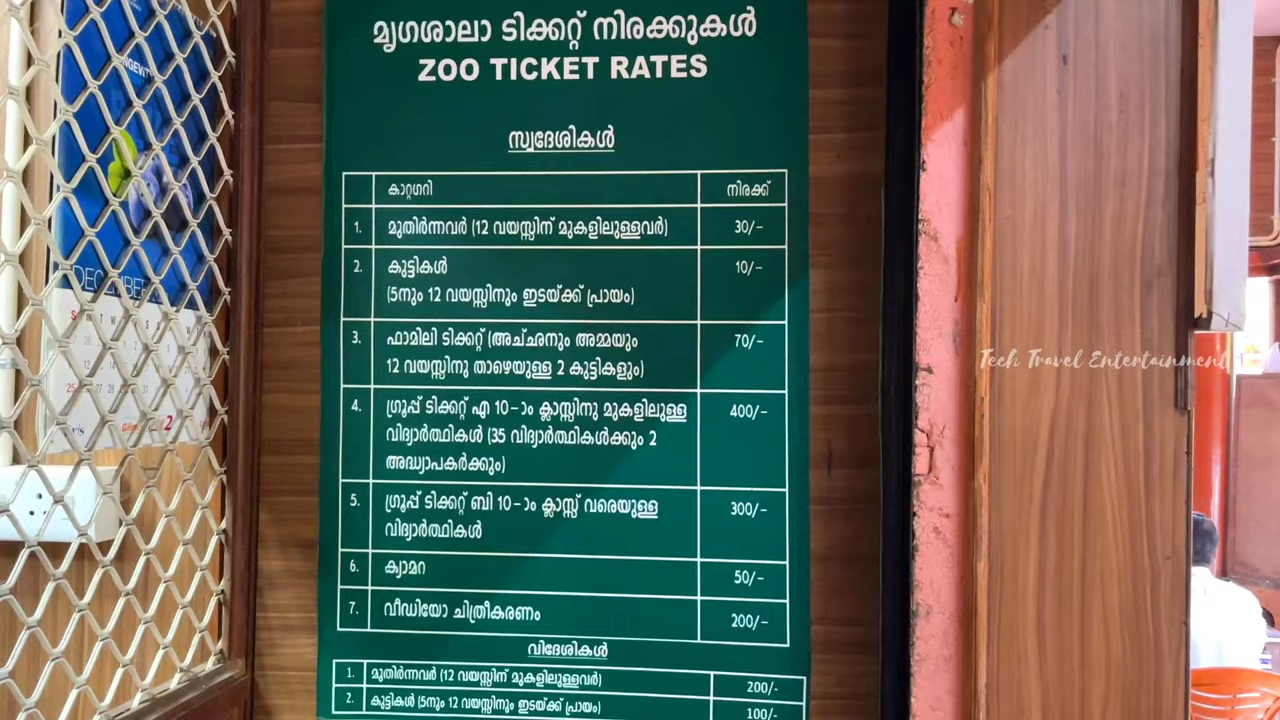 മൃഗശാലാ ടിക്കറ്റ് നിരക്കുകൾ
ZOO TICKET RATES
സ്വദേശികൾ
കാറ്റഗറി നിരക്ക്
1. മുതിർന്നവർ (12 വയസ്സിന് മുകളിലുള്ളവർ) 30/-
2. കുട്ടികൾ 10/-
(5നും 12 വയസ്സിനും ഇടയ്ക്ക് പ്രായം)
3. ഫാമിലി ടിക്കറ്റ് (അച്ഛനും അമ്മയും 70/-
12 വയസ്സിനു താഴെയുള്ള 2 കുട്ടികളും)
4. ഗ്രൂപ്പ് ടിക്കറ്റ് എ 10-ാം ക്ലാസ്സിനു മുകളിലുള്ള 400/-
വിദ്യാർത്ഥികൾ (35 വിദ്യാർത്ഥികൾക്കും 2
അദ്ധ്യാപകർക്കും)
5. ഗ്രൂപ്പ് ടിക്കറ്റ് ബി 10-ാം ക്ലാസ്സ് വരെയുള്ള 300/-
വിദ്യാർത്ഥികൾ
6. ക്യാമറ 50/-
7. വീഡിയോ ചിത്രീകരണം 200/-
വിദേശികൾ
1. മുതിർന്നവർ (12 വയസ്സിന് മുകളിലുള്ളവർ) 200/-
2. കുട്ടികൾ (5നും 12 വയസ്സിനും ഇടയ്ക്ക് പ്രായം) 100/-
DECEMBER
Tech Travel Entertainment